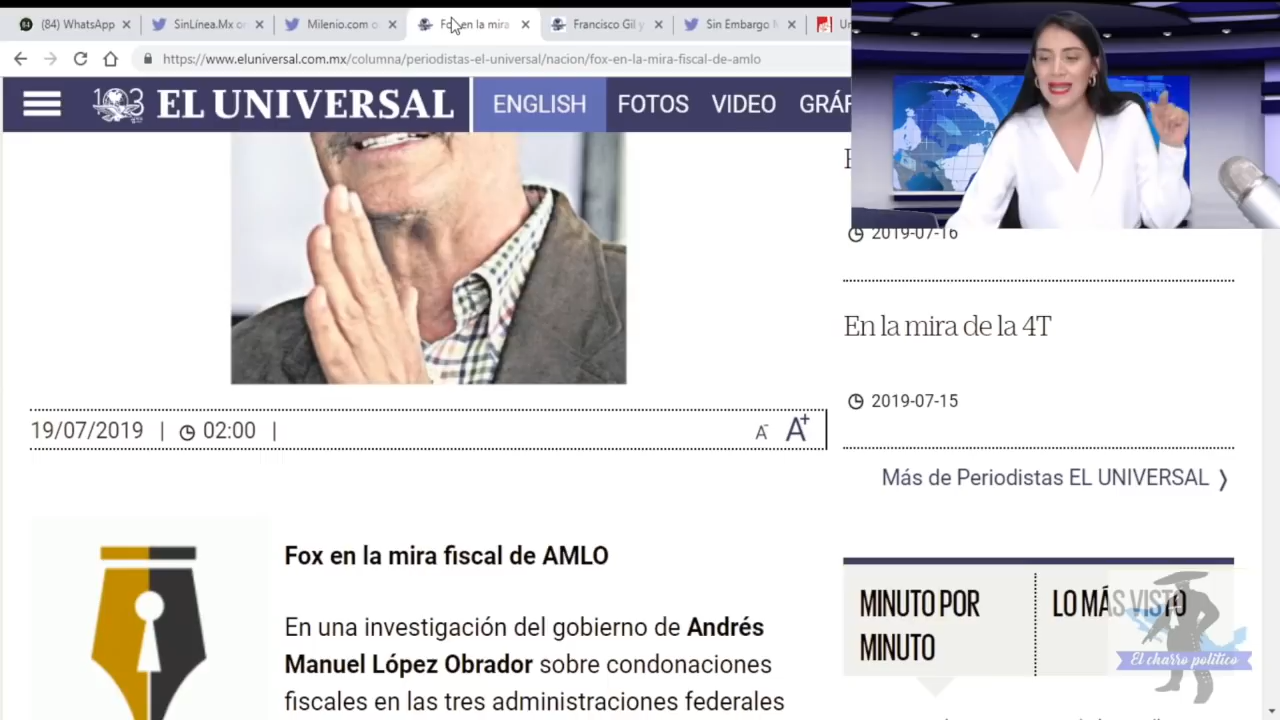 (84) WhatsApp
SinLínea.Mx
Milenio.com
Fox en la mira
Francisco Gil y
Sin Embargo
https://www.eluniversal.com.mx/columna/periodistas-el-universal/nacion/fox-en-la-mira-fiscal-de-amlo
103 EL UNIVERSAL
ENGLISH
FOTOS
VIDEO
2019-07-16
En la mira de la 4T
2019-07-15
19/07/2019 | 02:00 |
A- A+
Más de Periodistas EL UNIVERSAL ❯
Fox en la mira fiscal de AMLO
En una investigación del gobierno de Andrés
Manuel López Obrador sobre condonaciones
fiscales en las tres administraciones federales
MINUTO POR
MINUTO
LO MÁS VISTO
El charro político